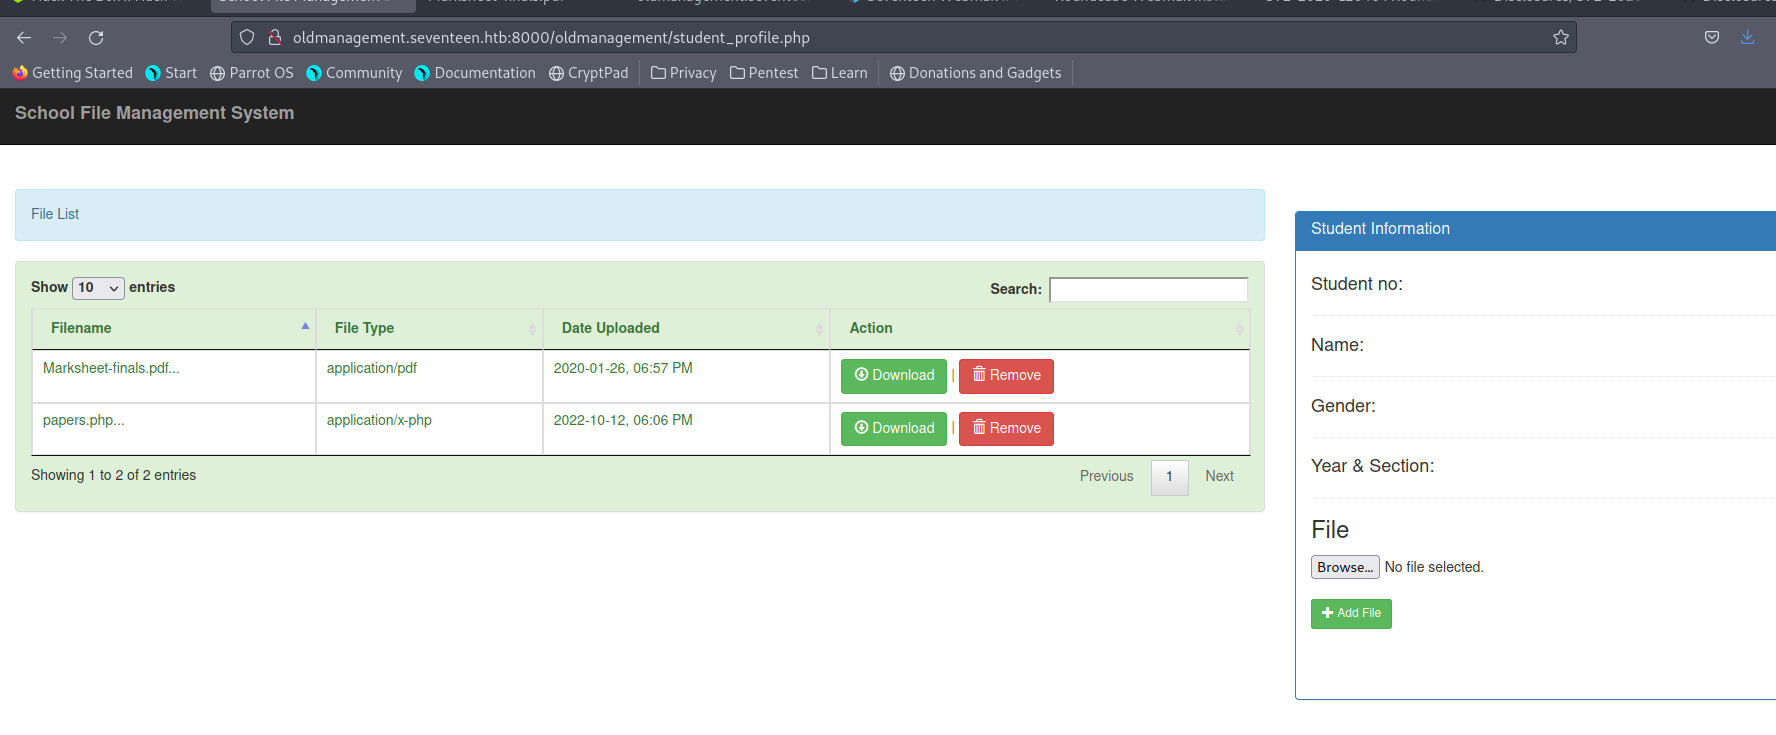 oldmanagement.seventeen.htb:8000/oldmanagement/student_profile.php
Getting Started Start Parrot OS Community Documentation CryptPad Privacy Pentest Learn Donations and Gadgets
School File Management System
File List
Show 10 entries
Search:
Filename File Type Date Uploaded Action
Marksheet-finals.pdf... application/pdf 2020-01-26, 06:57 PM Download | Remove
papers.php... application/x-php 2022-10-12, 06:06 PM Download | Remove
Showing 1 to 2 of 2 entries
Previous 1 Next
Student Information
Student no:
Name:
Gender:
Year & Section:
File
Browse... No file selected.
Add File